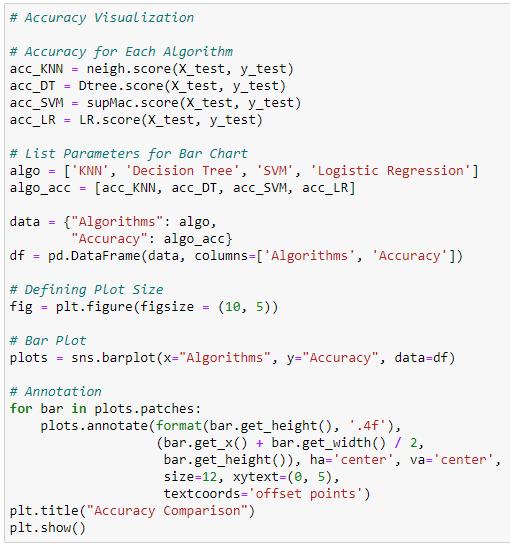 # Accuracy Visualization
# Accuracy for Each Algorithm
acc_KNN = neigh.score(X_test, y_test)
acc_DT = Dtree.score(X_test, y_test)
acc_SVM = supMac.score(X_test, y_test)
acc_LR = LR.score(X_test, y_test)
# List Parameters for Bar Chart
algo = ['KNN', 'Decision Tree', 'SVM', 'Logistic Regression']
algo_acc = [acc_KNN, acc_DT, acc_SVM, acc_LR]
data = {"Algorithms": algo,
        "Accuracy": algo_acc}
df = pd.DataFrame(data, columns=['Algorithms', 'Accuracy'])
# Defining Plot Size
fig = plt.figure(figsize = (10, 5))
# Bar Plot
plots = sns.barplot(x="Algorithms", y="Accuracy", data=df)
# Annotation
for bar in plots.patches:
    plots.annotate(format(bar.get_height(), '.4f'),
                   (bar.get_x() + bar.get_width() / 2,
                    bar.get_height()), ha='center', va='center',
                    size=12, xytext=(0, 5),
                    textcoords='offset points')
plt.title("Accuracy Comparison")
plt.show()